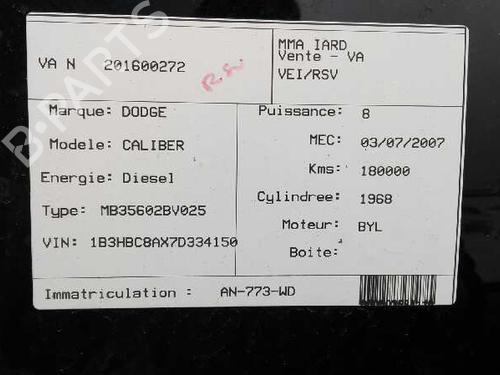 VA N 201600272
R.S.
MMA IARD
Vente - VA
VEI/RSV
Marque: DODGE
Modele: CALIBER
Energie: Diesel
Type: MB35602BV025
VIN: 1B3HBC8AX7D334150
Puissance: 8
MEC: 03/07/2007
Kms: 180000
Cylindree: 1968
Moteur: BYL
Boite:
Immatriculation : AN-773-WD
B-PARTS